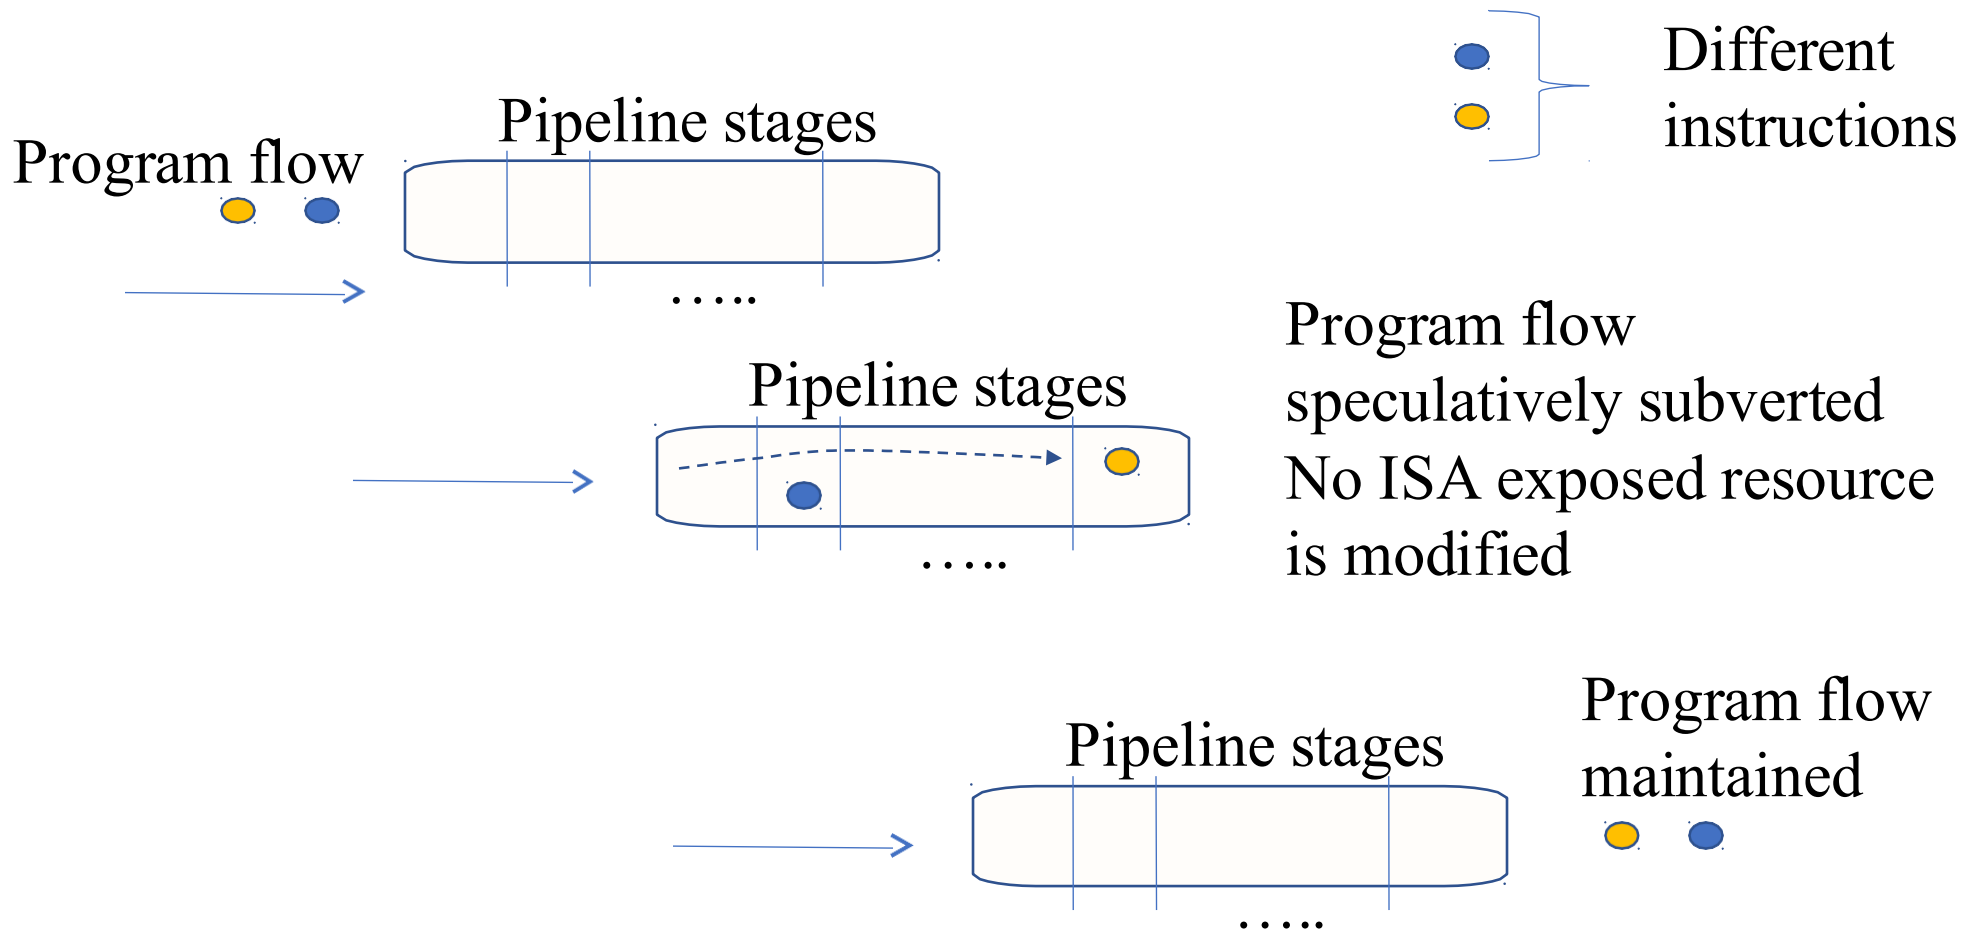 Different
instructions
Pipeline stages
Program flow
.....
Pipeline stages
Program flow
speculatively subverted
No ISA exposed resource
is modified
.....
Program flow
maintained
Pipeline stages
.....